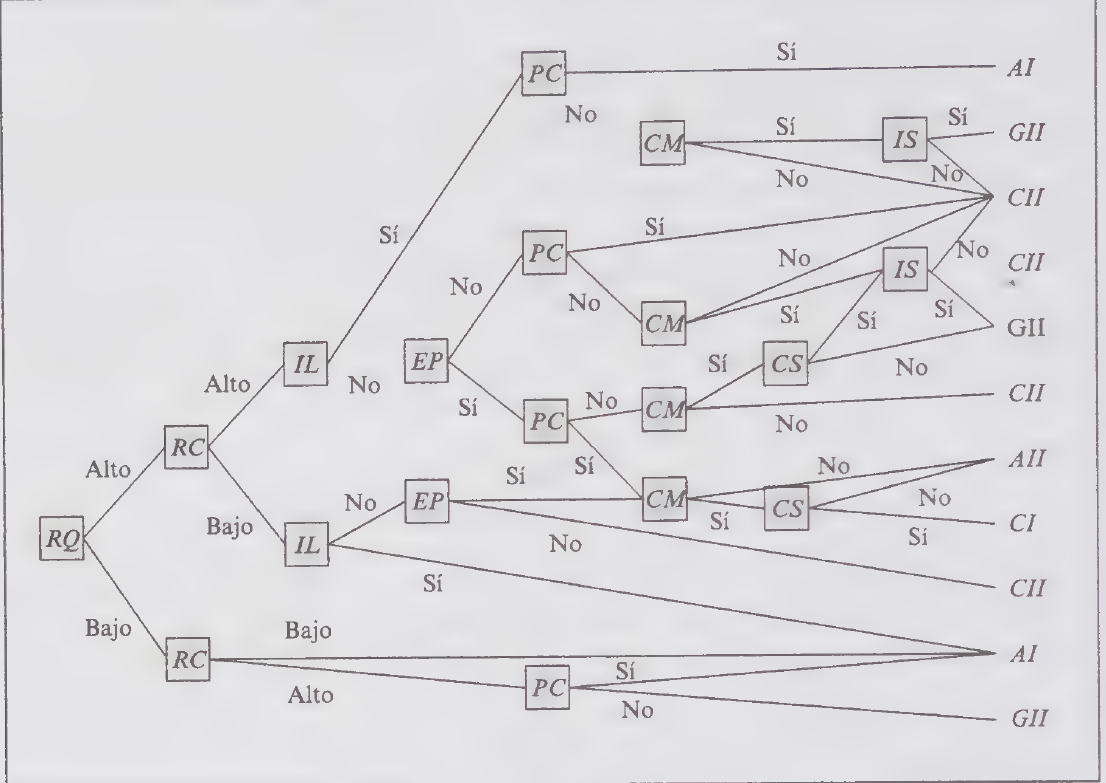 Sí
PC AI
No Sí
CM Sí IS GII
No No
CII
Sí
Sí
PC No No CII
No IS
No Sí Sí
CM Sí GII
EP
IL Sí CS No
Alto No
Sí No CM CII
PC No
RC Sí
Alto No AII
Sí
No EP CM CS No
Bajo Sí CI
RQ IL No Sí
Sí CII
Bajo Bajo
RC AI
Sí
Alto PC
No GII